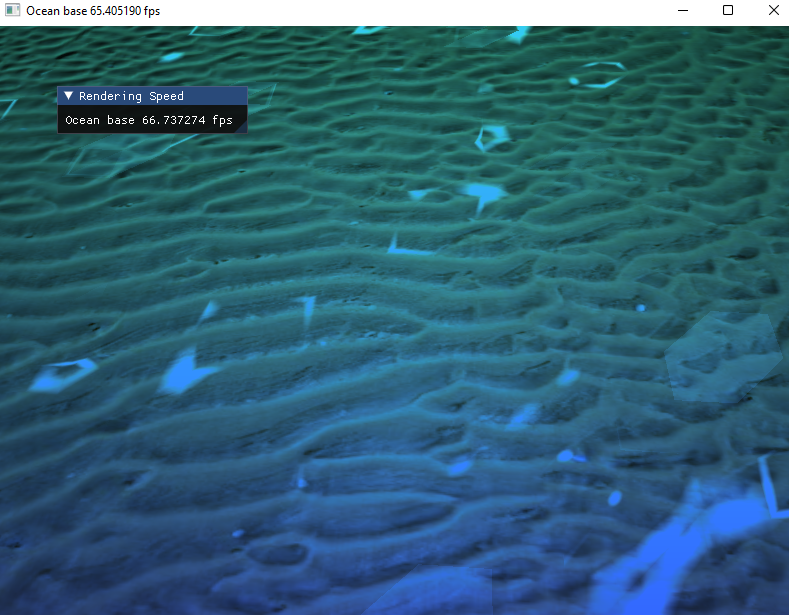 Ocean base 65.405190 fps
Rendering Speed
Ocean base 66.737274 fps